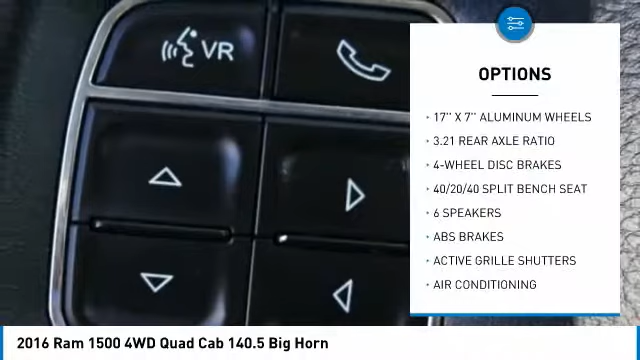 VR
OPTIONS
17'' X 7'' ALUMINUM WHEELS
3.21 REAR AXLE RATIO
4-WHEEL DISC BRAKES
40/20/40 SPLIT BENCH SEAT
6 SPEAKERS
ABS BRAKES
ACTIVE GRILLE SHUTTERS
AIR CONDITIONING
2016 Ram 1500 4WD Quad Cab 140.5 Big Horn